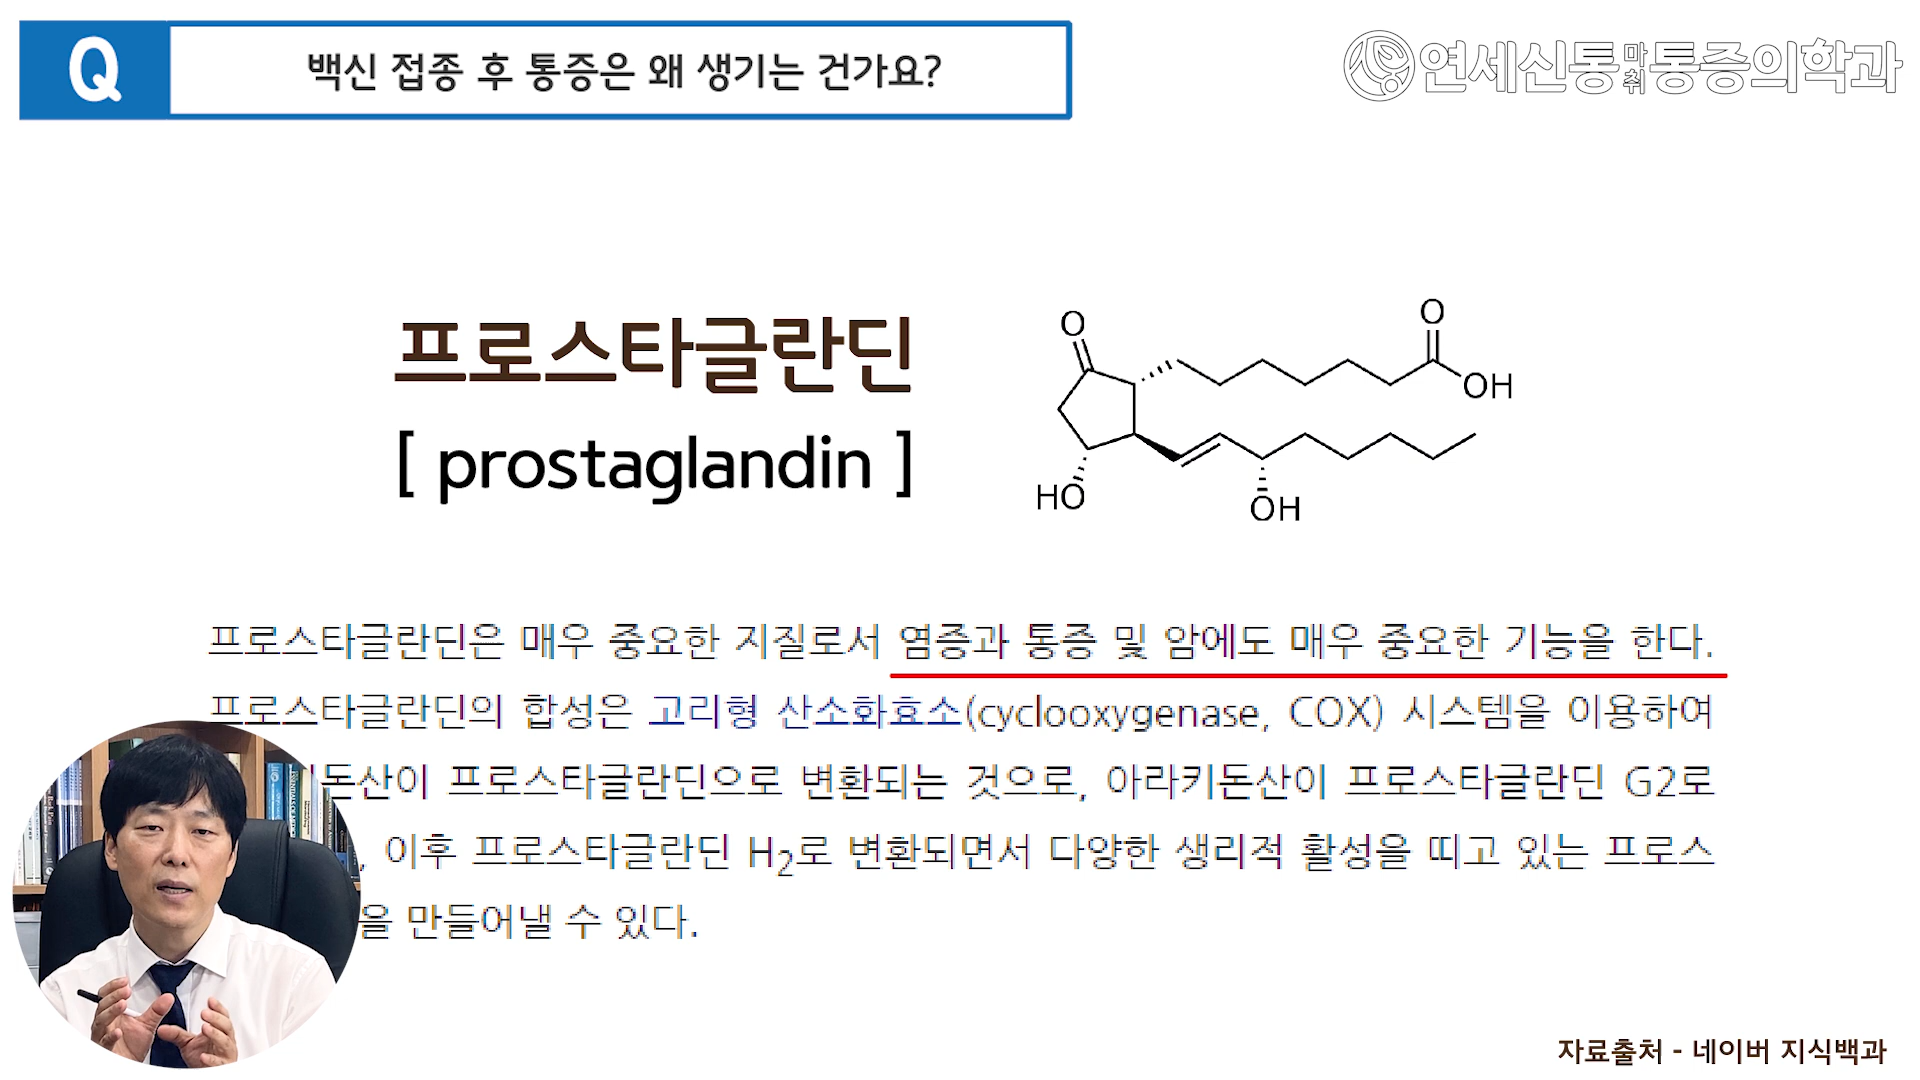 Q
백신 접종 후 통증은 왜 생기는 건가요?
연세신통마취통증의학과
프로스타글란딘
[ prostaglandin ]
O
O
OH
HO
OH
프로스타글란딘은 매우 중요한 지질로서 염증과 통증 및 암에도 매우 중요한 기능을 한다.
프로스타글란딘의 합성은 고리형 산소화효소(cyclooxygenase, COX) 시스템을 이용하여
돈산이 프로스타글란딘으로 변환되는 것으로, 아라키돈산이 프로스타글란딘 G2로
, 이후 프로스타글란딘 H₂로 변환되면서 다양한 생리적 활성을 띠고 있는 프로스
을 만들어낼 수 있다.
자료출처 - 네이버 지식백과